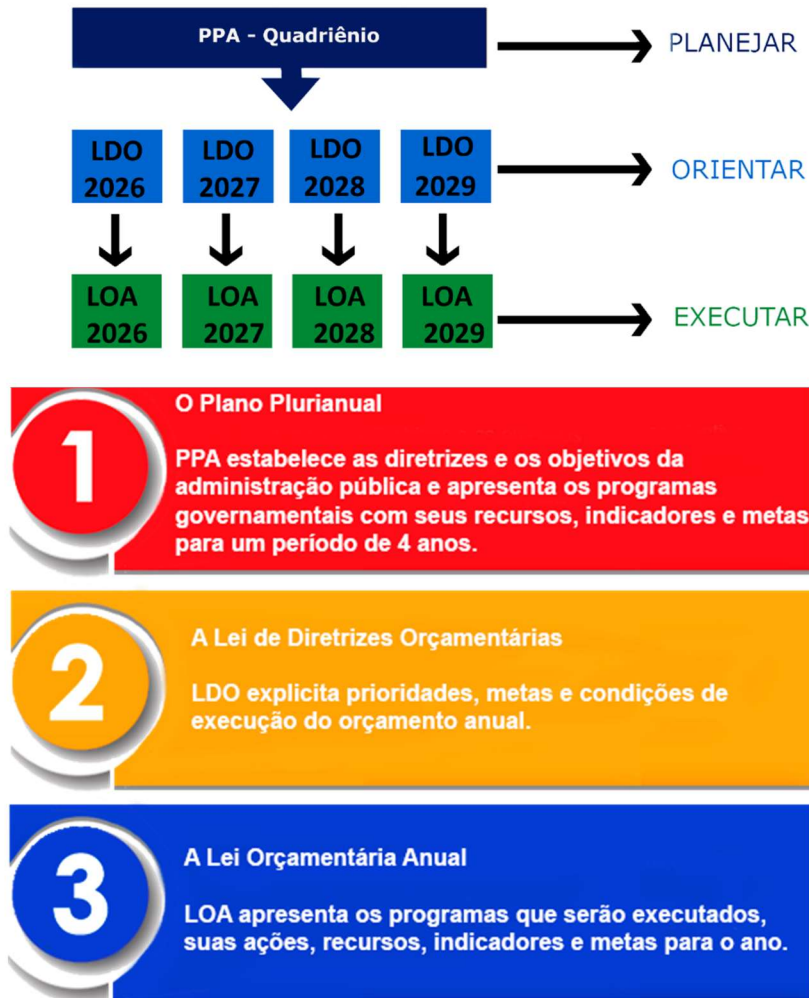 PPA - Quadriênio
PLANEJAR
LDO 2026
LDO 2027
LDO 2028
LDO 2029
ORIENTAR
LOA 2026
LOA 2027
LOA 2028
LOA 2029
EXECUTAR
1
O Plano Plurianual
PPA estabelece as diretrizes e os objetivos da
administração pública e apresenta os programas
governamentais com seus recursos, indicadores e metas
para um período de 4 anos.
2
A Lei de Diretrizes Orçamentárias
LDO explicita prioridades, metas e condições de
execução do orçamento anual.
3
A Lei Orçamentária Anual
LOA apresenta os programas que serão executados,
suas ações, recursos, indicadores e metas para o ano.